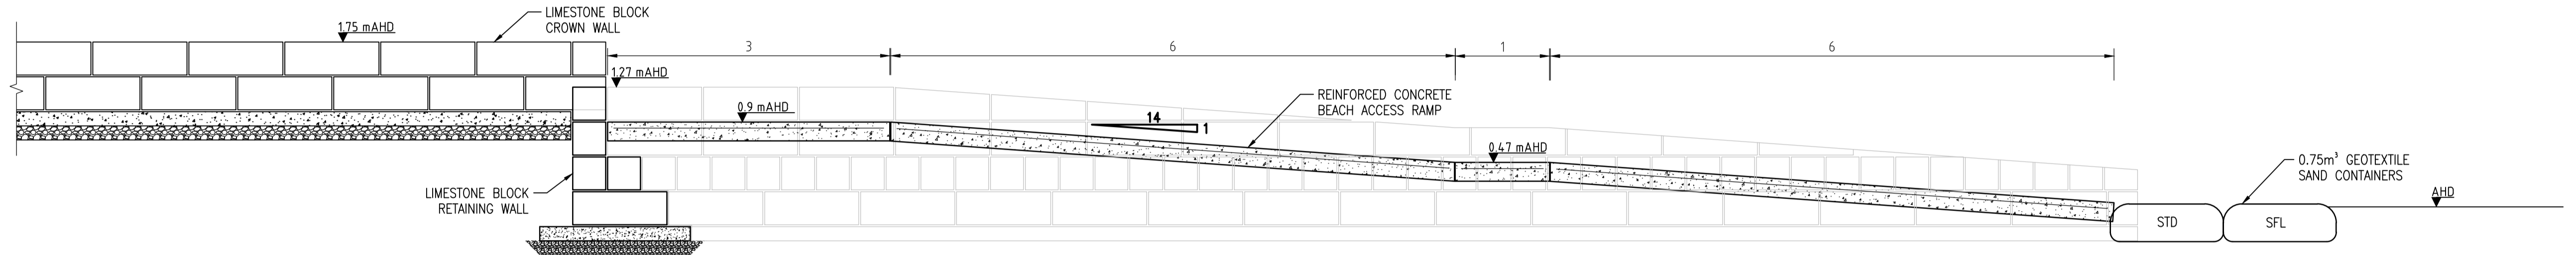 LIMESTONE BLOCK
CROWN WALL
1.75 mAHD
3
6
1
6
1.27 mAHD
0.9 mAHD
REINFORCED CONCRETE
BEACH ACCESS RAMP
14
1
0.47 mAHD
0.75m³ GEOTEXTILE
SAND CONTAINERS
LIMESTONE BLOCK
RETAINING WALL
AHD
STD
SFL